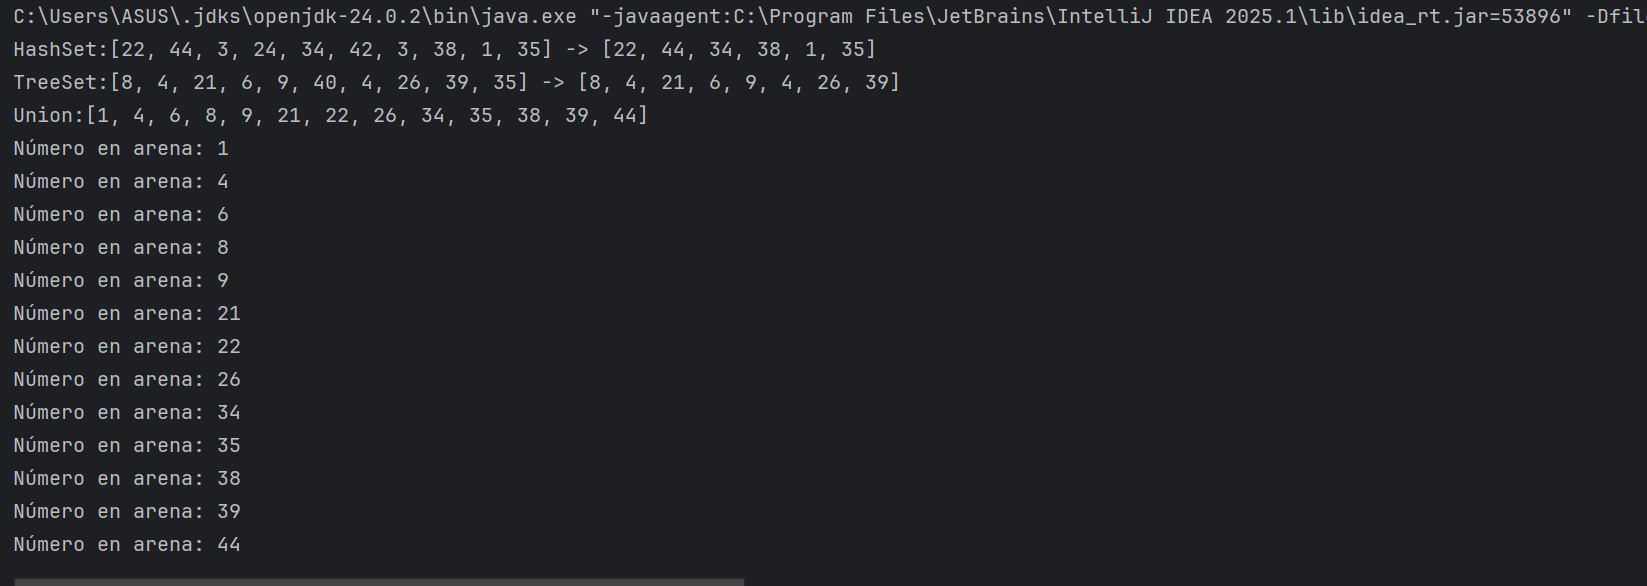 C:\Users\ASUS\.jdks\openjdk-24.0.2\bin\java.exe "-javaagent:C:\Program Files\JetBrains\IntelliJ IDEA 2025.1\lib\idea_rt.jar=53896" -Dfil
HashSet:[22, 44, 3, 24, 34, 42, 3, 38, 1, 35] -> [22, 44, 34, 38, 1, 35]
TreeSet:[8, 4, 21, 6, 9, 40, 4, 26, 39, 35] -> [8, 4, 21, 6, 9, 4, 26, 39]
Union:[1, 4, 6, 8, 9, 21, 22, 26, 34, 35, 38, 39, 44]
Número en arena: 1
Número en arena: 4
Número en arena: 6
Número en arena: 8
Número en arena: 9
Número en arena: 21
Número en arena: 22
Número en arena: 26
Número en arena: 34
Número en arena: 35
Número en arena: 38
Número en arena: 39
Número en arena: 44